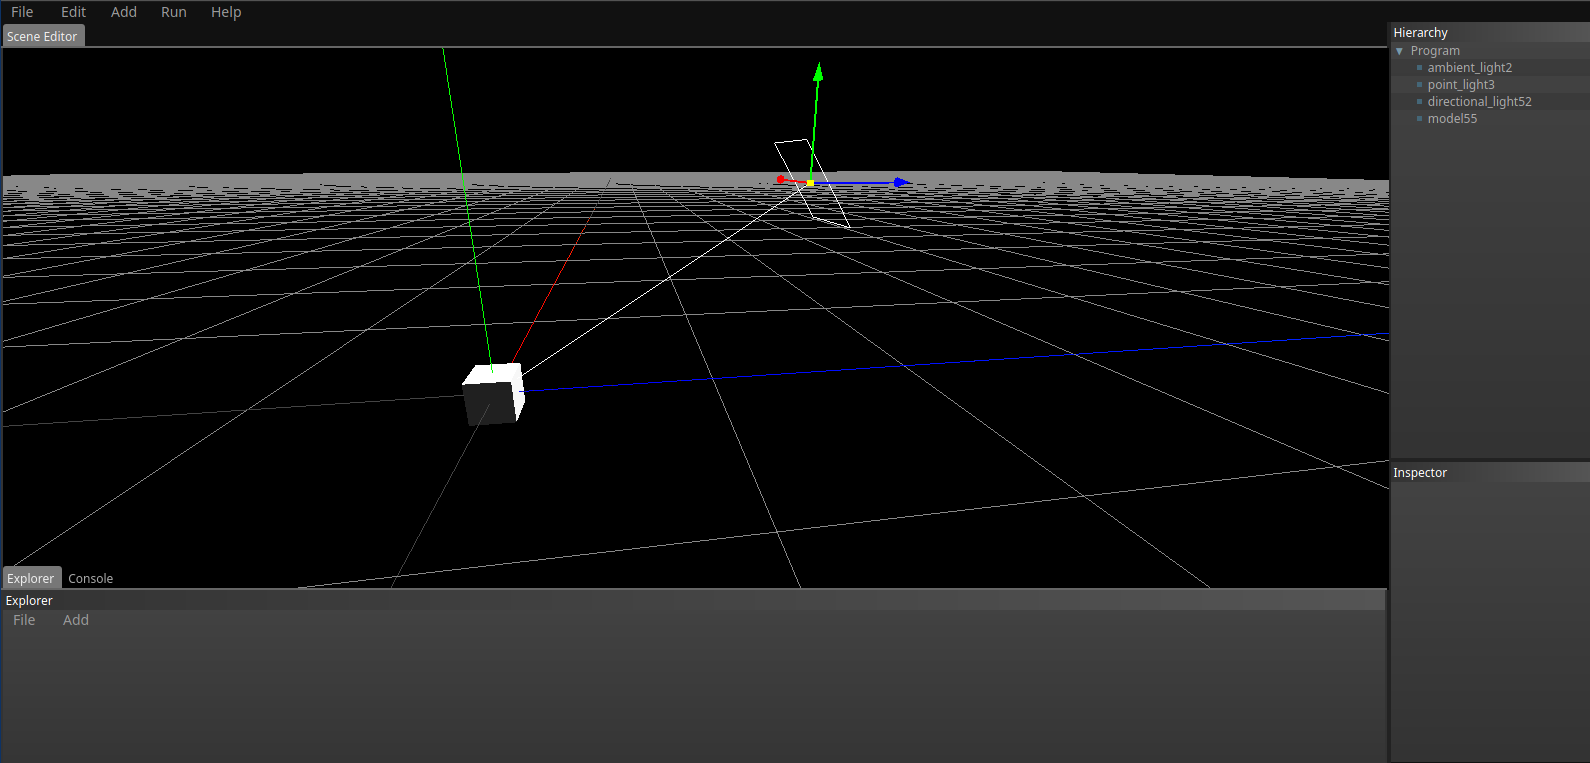 File Edit Add Run Help
Scene Editor
Hierarchy
Program
ambient_light2
point_light3
directional_light52
model55
Inspector
Explorer Console
Explorer
File Add